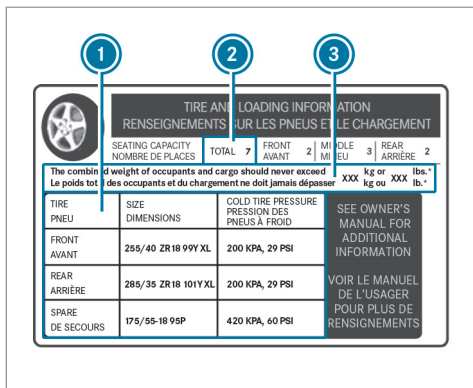 1 2 3
TIRE AND LOADING INFORMATION
RENSEIGNEMENTS SUR LES PNEUS ET LE CHARGEMENT
SEATING CAPACITY
NOMBRE DE PLACES
TOTAL 7
FRONT
AVANT 2
MIDDLE
MILIEU 3
REAR
ARRIÈRE 2
The combined weight of occupants and cargo should never exceed XXX kg or XXX lbs.*
Le poids total des occupants et du chargement ne doit jamais dépasser kg ou lb.*
TIRE
PNEU
SIZE
DIMENSIONS
COLD TIRE PRESSURE
PRESSION DES
PNEUS À FROID
FRONT
AVANT
255/40 ZR18 99Y XL
200 KPA, 29 PSI
REAR
ARRIÈRE
285/35 ZR18 101Y XL
200 KPA, 29 PSI
SPARE
DE SECOURS
175/55-18 95P
420 KPA, 60 PSI
SEE OWNER'S
MANUAL FOR
ADDITIONAL
INFORMATION
VOIR LE MANUEL
DE L'USAGER
POUR PLUS DE
RENSIGNEMENTS